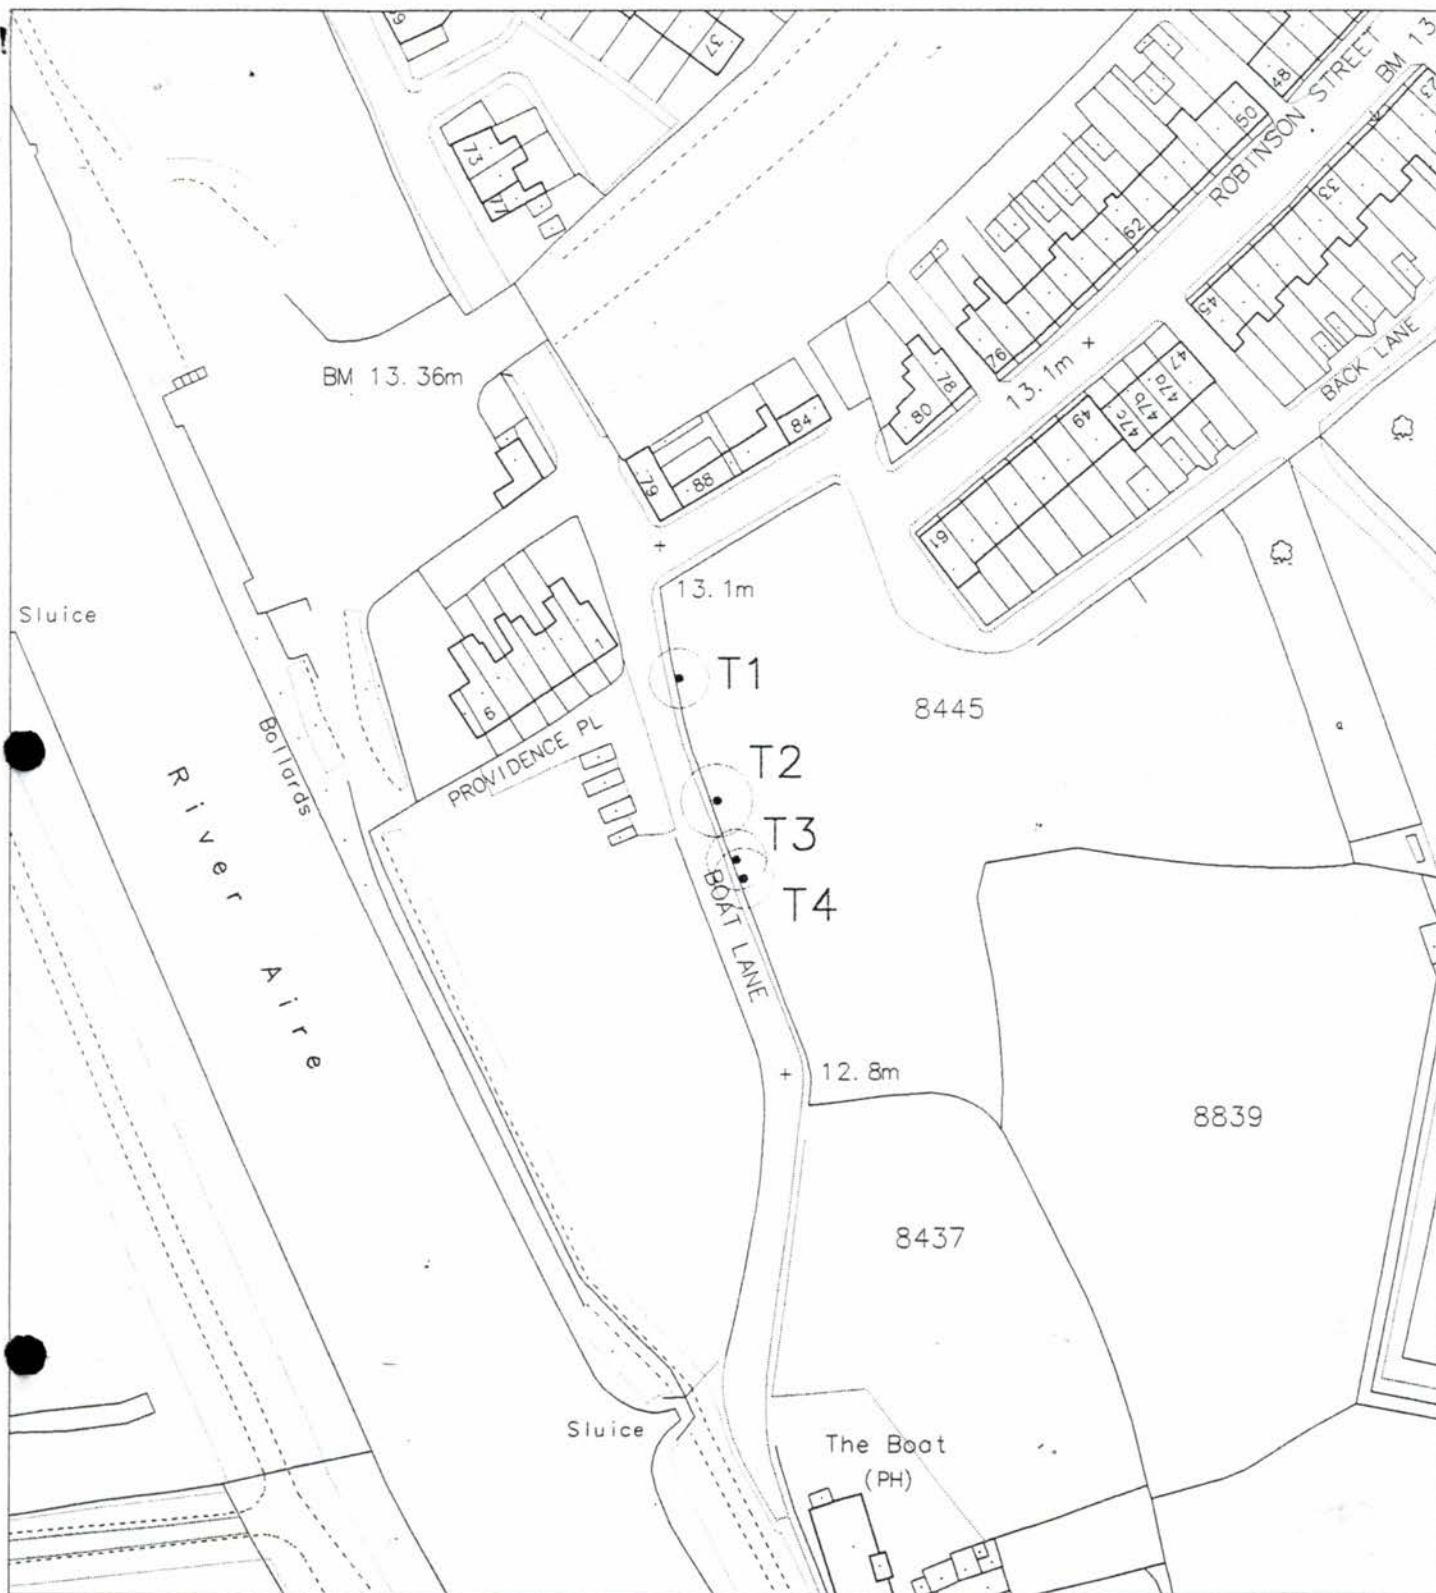 37
73
77
48
50
62
76
ROBINSON STREET
BM 13
23
33
45
BACK LANE
BM 13.36m
78
80
13.1m
47
47a
47b
47c
49
61
84
88
79
13.1m
Sluice
1
6
PROVIDENCE PL
Bollards
River Aire
T1
T2
T3
T4
8445
BOAT LANE
12.8m
8839
8437
Sluice
The Boat
(PH)